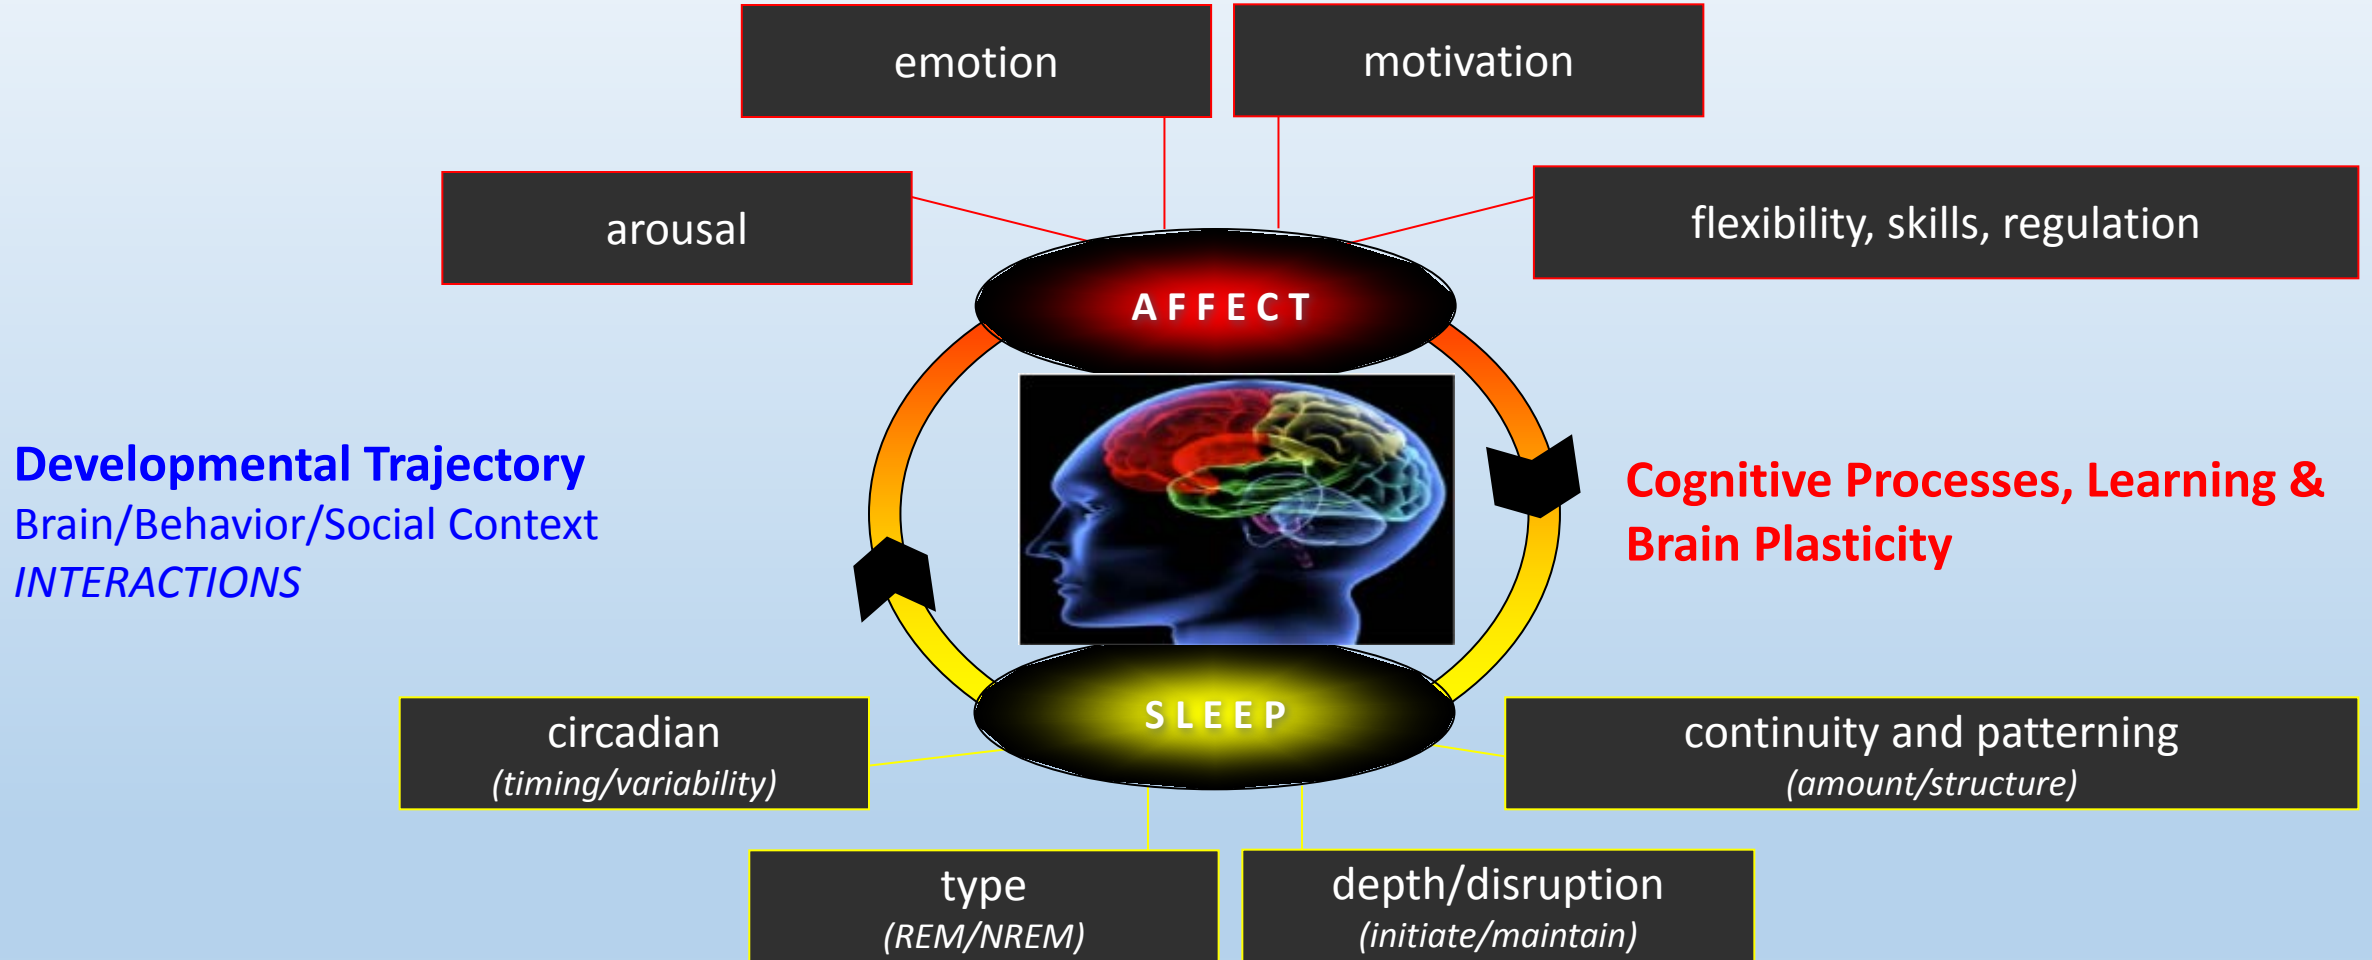 emotion
motivation
arousal
flexibility, skills, regulation
AFFECT
Developmental Trajectory
Brain/Behavior/Social Context
INTERACTIONS
Cognitive Processes, Learning &
Brain Plasticity
SLEEP
circadian
(timing/variability)
continuity and patterning
(amount/structure)
type
(REM/NREM)
depth/disruption
(initiate/maintain)